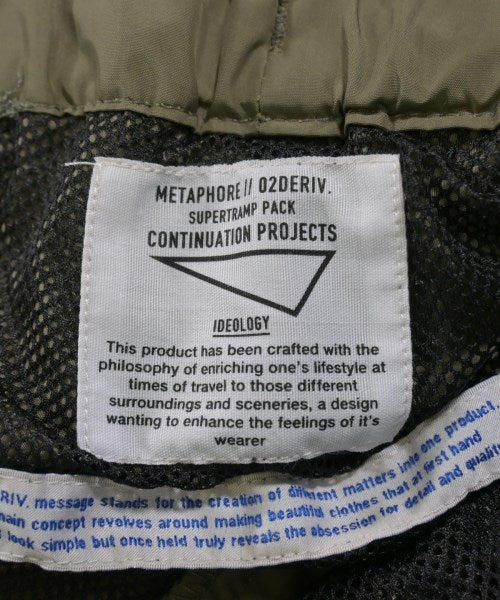 METAPHORE // 02DERIV.
SUPERTRAMP PACK
CONTINUATION PROJECTS
IDEOLOGY
This product has been crafted with the
philosophy of enriching one's lifestyle at
times of travel to those different
surroundings and sceneries, a design
wanting to enhance the feelings of it's
wearer
RIV. message stands for the creation of different matters into one product.
concept revolves around making beautiful clothes that at first hand
look simple but once held truly reveals the obsession for detail and quality